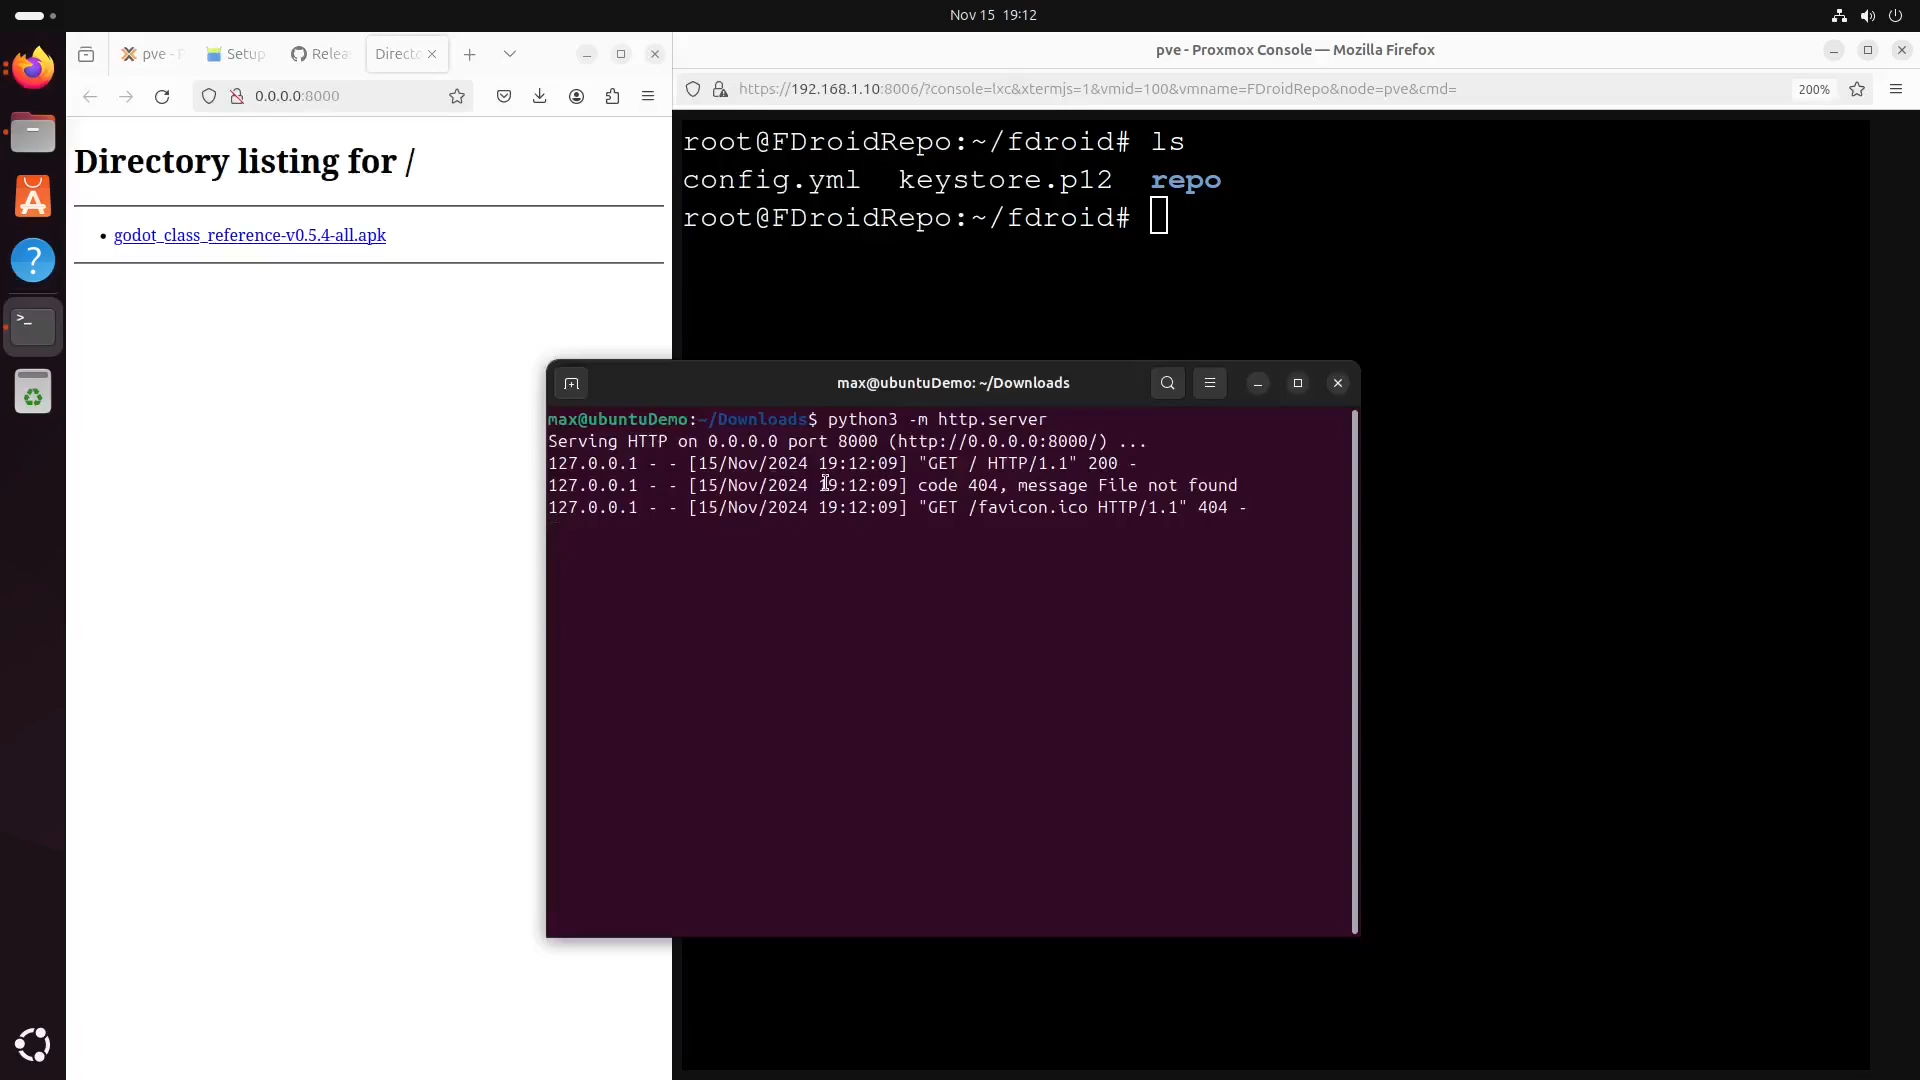 Nov 15 19:12
pve -
Setup
Relea
Directo
0.0.0.0:8000
Directory listing for /
godot_class_reference-v0.5.4-all.apk
pve - Proxmox Console — Mozilla Firefox
https://192.168.1.10:8006/?console=lxc&xtermjs=1&vmid=100&vmname=FDroidRepo&node=pve&cmd=
200%
root@FDroidRepo:~/fdroid# ls
config.yml keystore.p12 repo
root@FDroidRepo:~/fdroid#
max@ubuntuDemo: ~/Downloads
max@ubuntuDemo:~/Downloads$ python3 -m http.server
Serving HTTP on 0.0.0.0 port 8000 (http://0.0.0.0:8000/) ...
127.0.0.1 - - [15/Nov/2024 19:12:09] "GET / HTTP/1.1" 200 -
127.0.0.1 - - [15/Nov/2024 19:12:09] code 404, message File not found
127.0.0.1 - - [15/Nov/2024 19:12:09] "GET /favicon.ico HTTP/1.1" 404 -